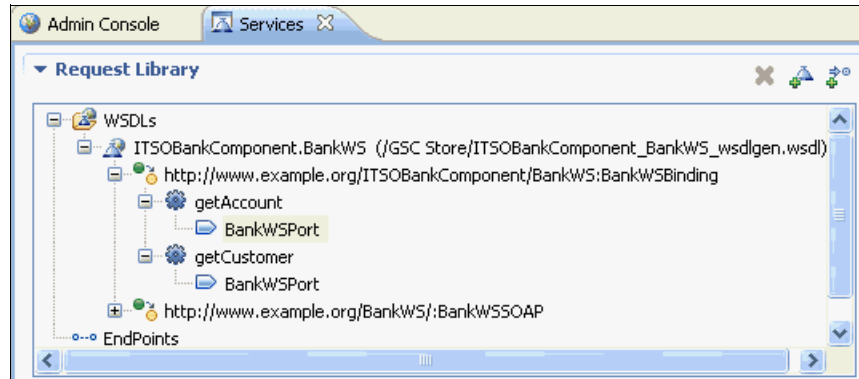 Admin Console Services
Request Library
WSDLs
ITSOBankComponent.BankWS (/GSC Store/ITSOBankComponent_BankWS_wsdlgen.wsdl)
http://www.example.org/ITSOBankComponent/BankWS:BankWSBinding
getAccount
BankWSPort
getCustomer
BankWSPort
http://www.example.org/BankWS/:BankWSSOAP
EndPoints